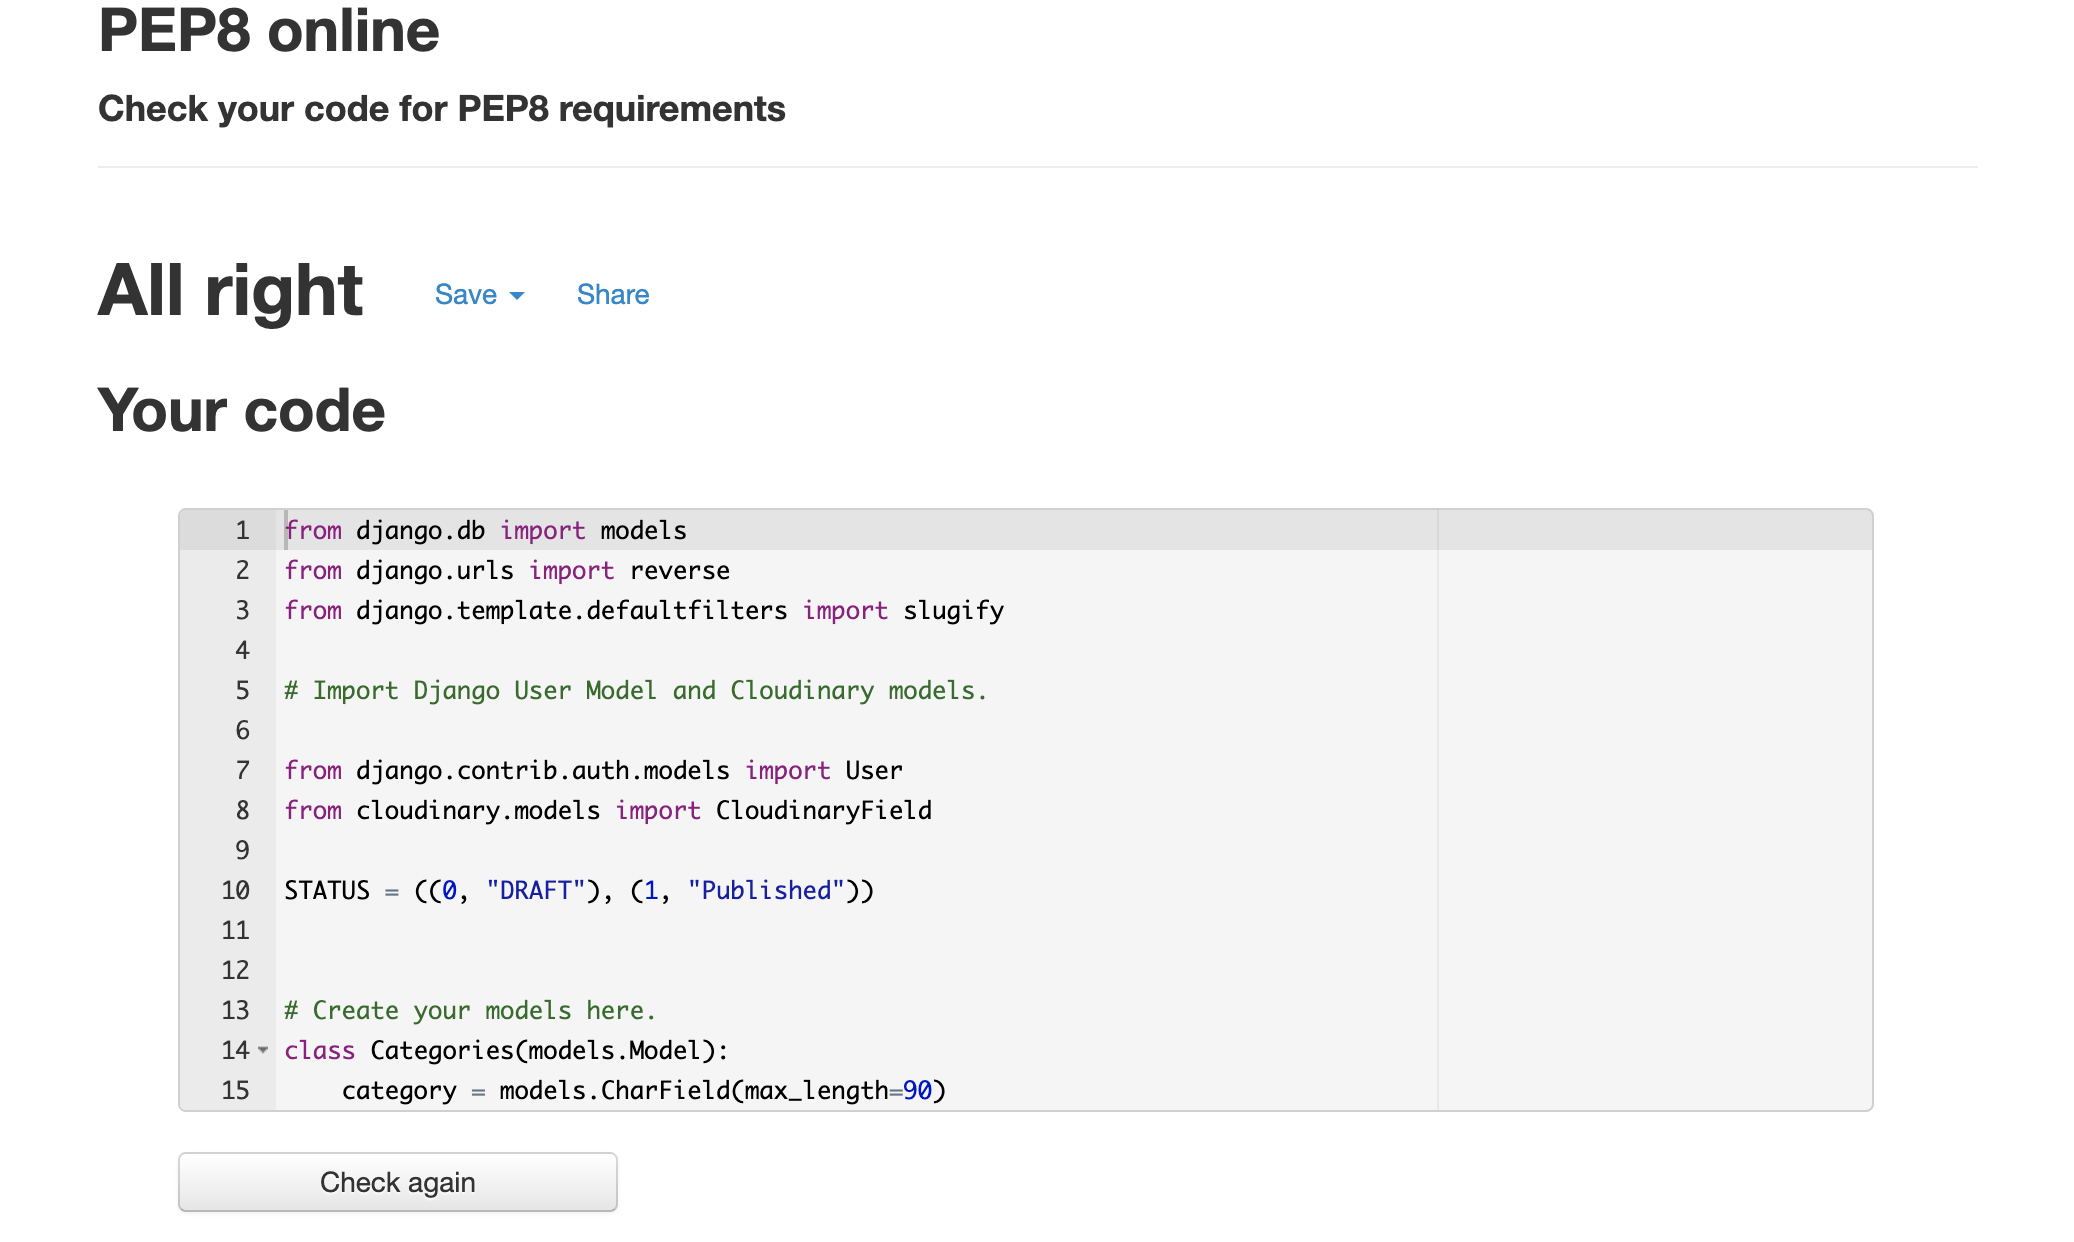 PEP8 online
Check your code for PEP8 requirements
All right Save Share
Your code
1 from django.db import models
2 from django.urls import reverse
3 from django.template.defaultfilters import slugify
4
5 # Import Django User Model and Cloudinary models.
6
7 from django.contrib.auth.models import User
8 from cloudinary.models import CloudinaryField
9
10 STATUS = ((0, "DRAFT"), (1, "Published"))
11
12
13 # Create your models here.
14 class Categories(models.Model):
15     category = models.CharField(max_length=90)
Check again